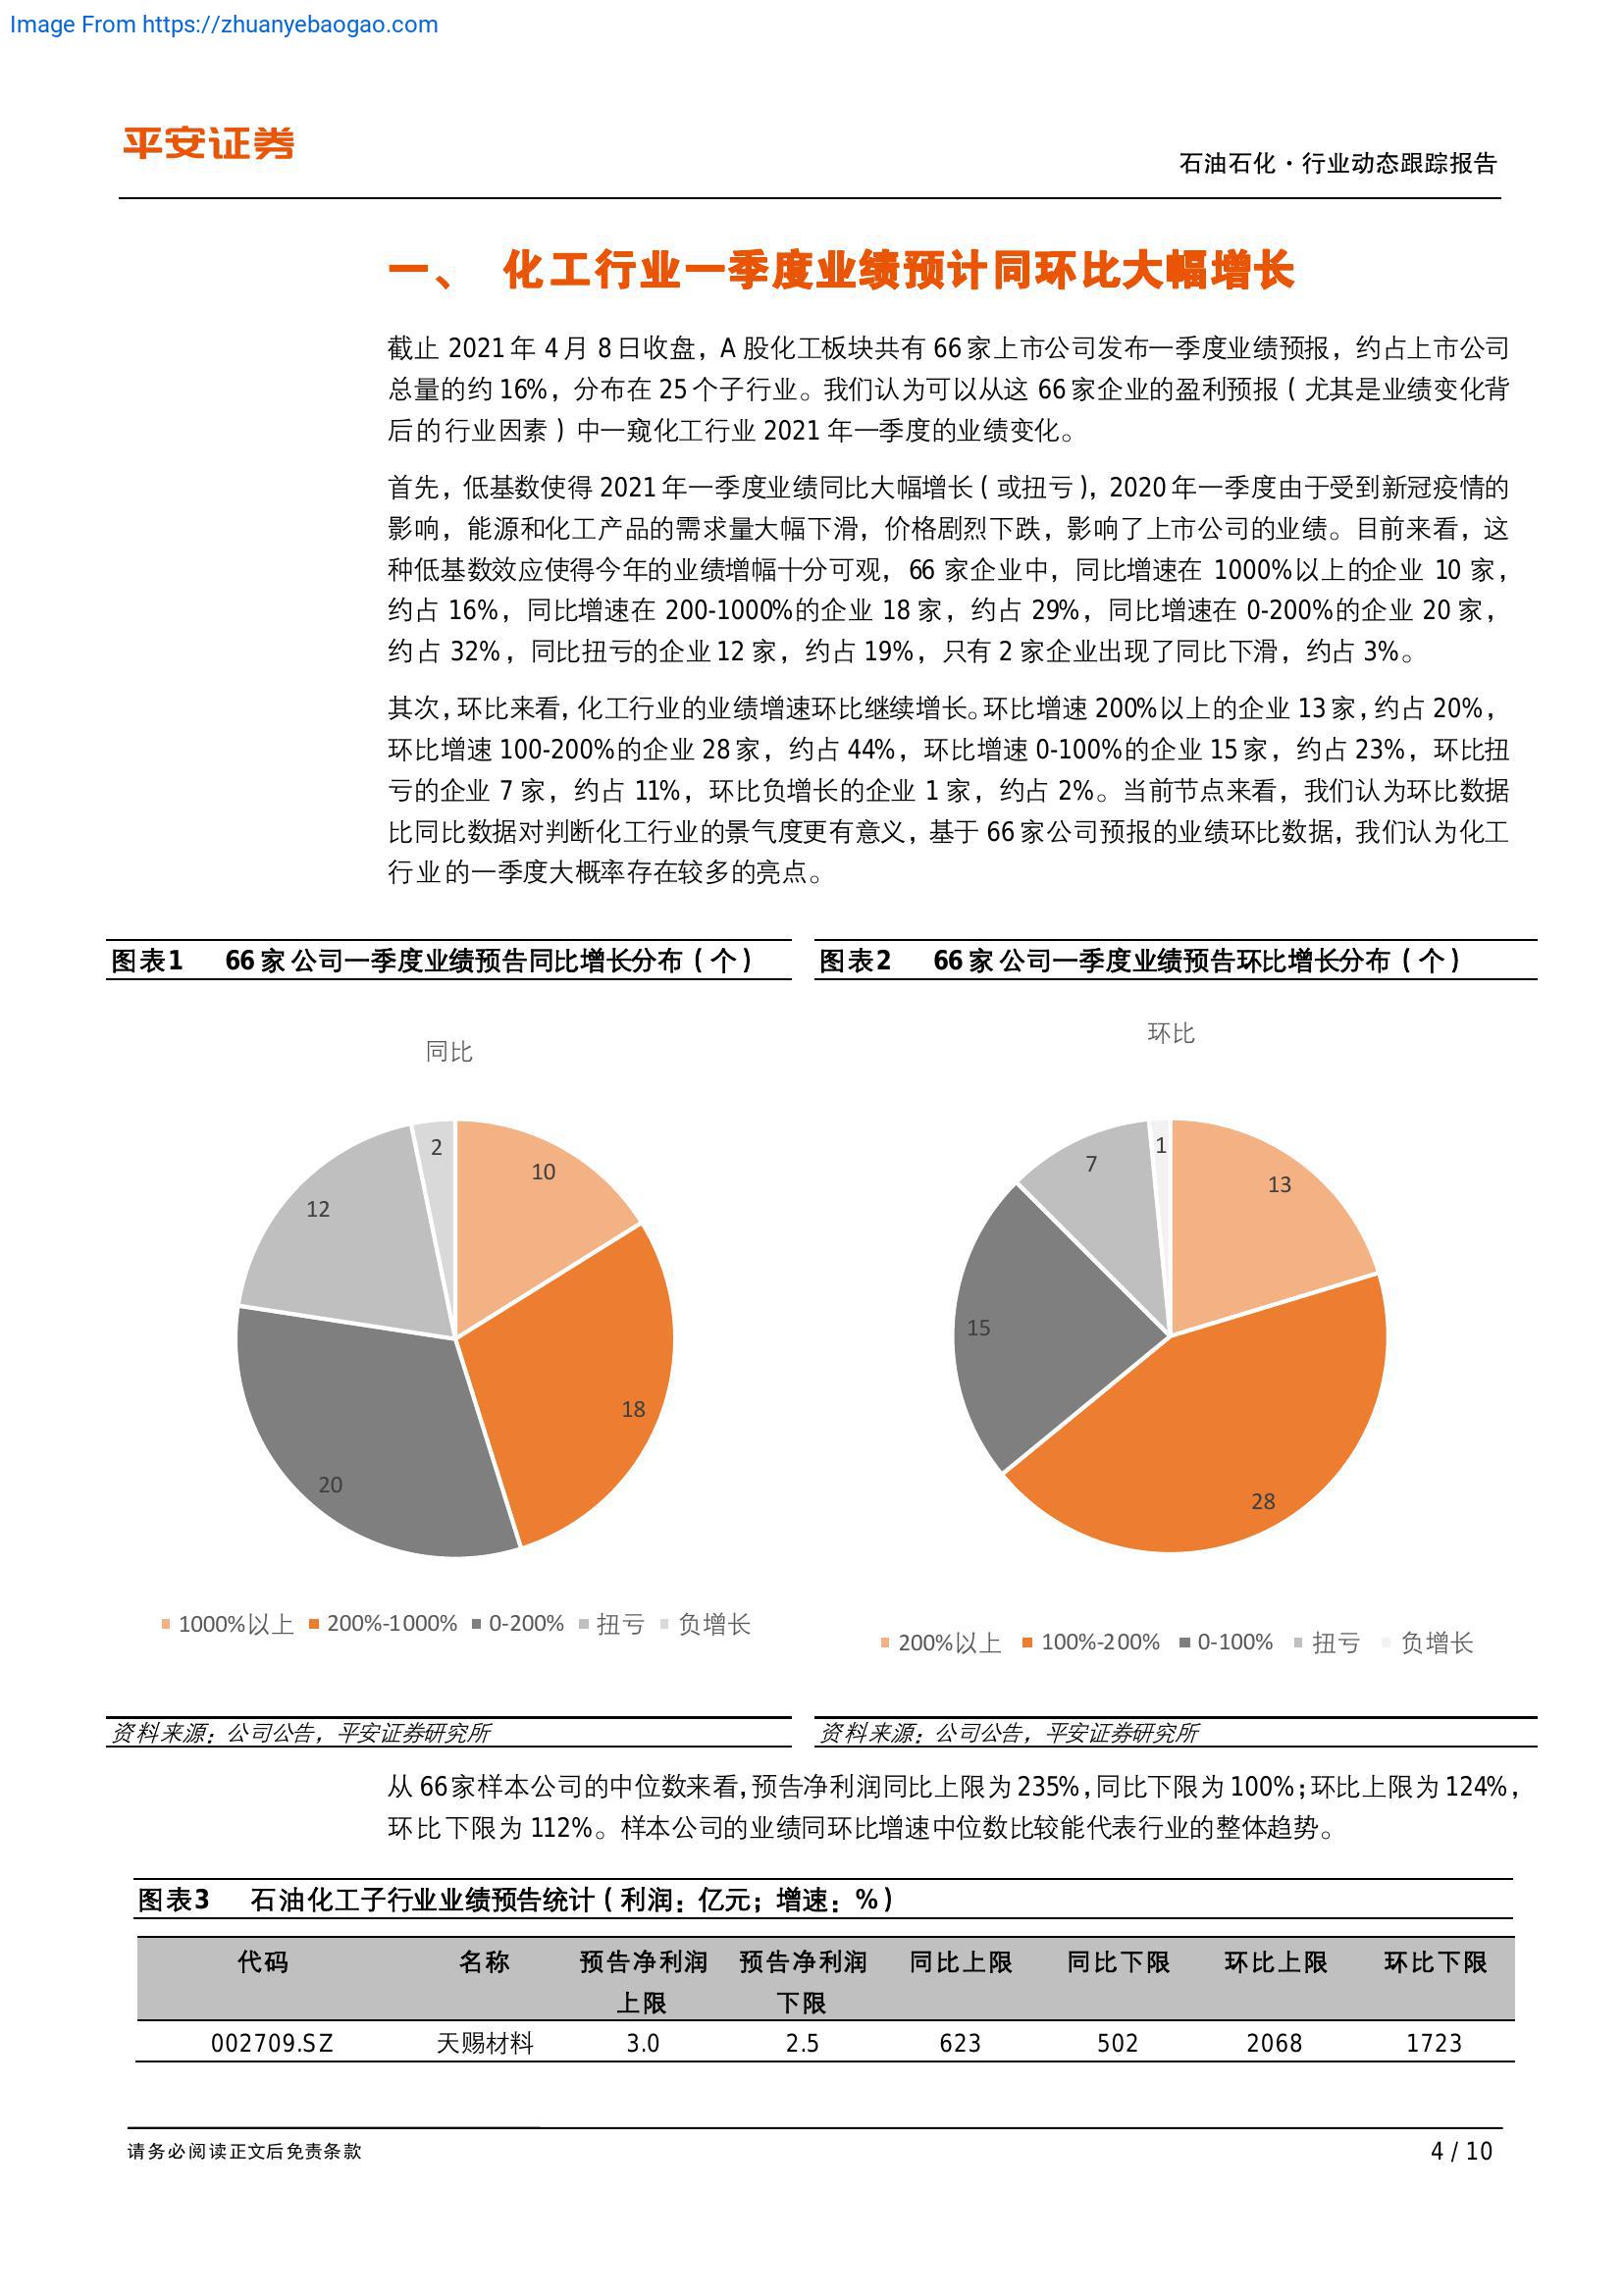 Image From https://zhuanyebaogao.com
平安证券
石油石化·行业动态跟踪报告
一、 化工行业一季度业绩预计同环比大幅增长
截止 2021 年 4 月 8 日收盘，A 股化工板块共有 66 家上市公司发布一季度业绩预报，约占上市公司
总量的约 16%，分布在 25 个子行业。我们认为可以从这 66 家企业的盈利预报（尤其是业绩变化背
后的行业因素）中一窥化工行业 2021 年一季度的业绩变化。
首先，低基数使得 2021 年一季度业绩同比大幅增长（或扭亏），2020 年一季度由于受到新冠疫情的
影响，能源和化工产品的需求量大幅下滑，价格剧烈下跌，影响了上市公司的业绩。目前来看，这
种低基数效应使得今年的业绩增幅十分可观，66 家企业中，同比增速在 1000%以上的企业 10 家，
约占 16%，同比增速在 200-1000%的企业 18 家，约占 29%，同比增速在 0-200%的企业 20 家，
约占 32%，同比扭亏的企业 12 家，约占 19%，只有 2 家企业出现了同比下滑，约占 3%。
其次，环比来看，化工行业的业绩增速环比继续增长。环比增速 200%以上的企业 13 家，约占 20%，
环比增速 100-200%的企业 28 家，约占 44%，环比增速 0-100%的企业 15 家，约占 23%，环比扭
亏的企业 7 家，约占 11%，环比负增长的企业 1 家，约占 2%。当前节点来看，我们认为环比数据
比同比数据对判断化工行业的景气度更有意义，基于 66 家公司预报的业绩环比数据，我们认为化工
行业的一季度大概率存在较多的亮点。
图表1 66 家公司一季度业绩预告同比增长分布（个）
同比
2
10
12
18
20
1000%以上 200%-1000% 0-200% 扭亏 负增长
资料来源：公司公告，平安证券研究所
图表2 66 家公司一季度业绩预告环比增长分布（个）
环比
1
7
13
15
28
200%以上 100%-200% 0-100% 扭亏 负增长
资料来源：公司公告，平安证券研究所
从 66 家样本公司的中位数来看，预告净利润同比上限为 235%，同比下限为 100%；环比上限为 124%，
环比下限为 112%。样本公司的业绩同环比增速中位数比较能代表行业的整体趋势。
图表3 石油化工子行业业绩预告统计（利润：亿元；增速：%）
代码 名称 预告净利润 预告净利润 同比上限 同比下限 环比上限 环比下限
上限 下限
002709.SZ 天赐材料 3.0 2.5 623 502 2068 1723
请务必阅读正文后免责条款
4 / 10